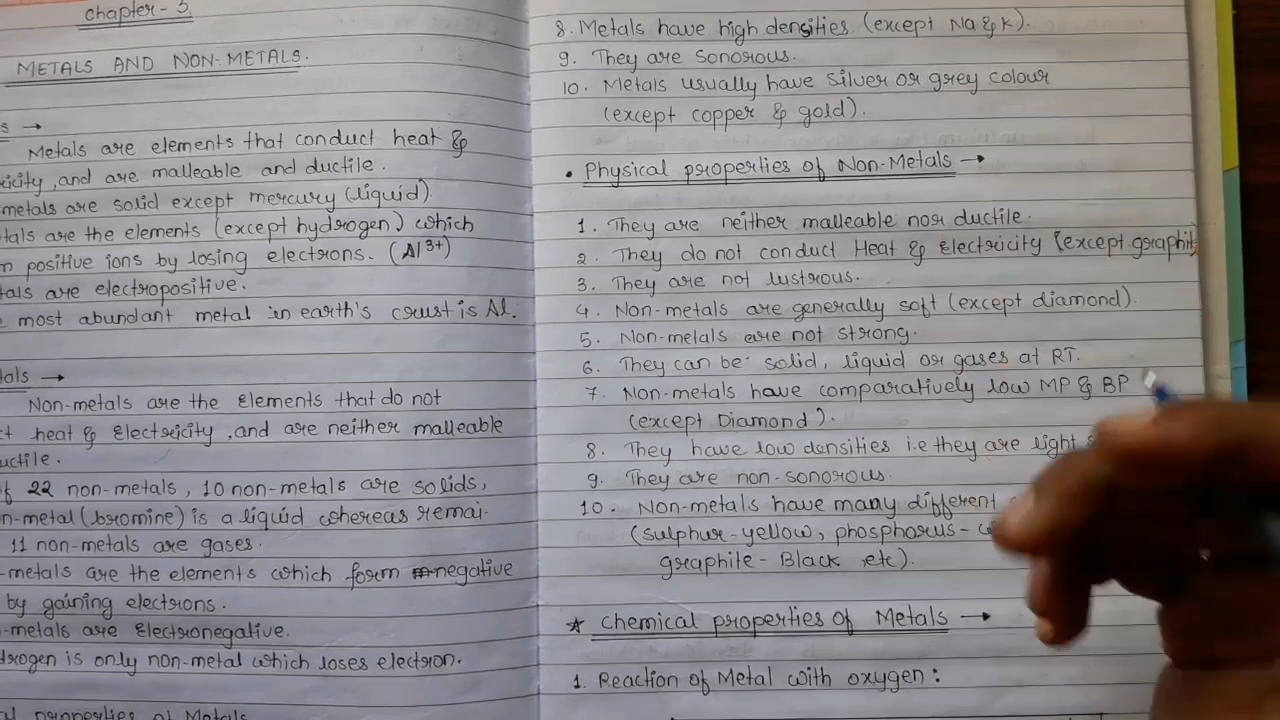 chapter - 3
METALS AND NON-METALS.
s →
Metals are elements that conduct heat &
icity, and are malleable and ductile.
metals are solid except mercury (liquid).
tals are the elements (except hydrogen) which
m positive ions by losing electrons. (Al3+)
tals are electropositive.
most abundant metal in earth's crust is Al.
tals →
Non-metals are the Elements that do not
ct heat & Electricity, and are neither malleable
uctile.
f 22 non-metals, 10 non-metals are solids,
n-metal (bromine) is a liquid whereas remai-
11 non-metals are gases.
-metals are the elements which form negative
by gaining electrons.
-metals are Electronegative.
drogen is only non-metal which loses electron.
al properties of Metals
8. Metals have high densities (except Na & K).
9. They are sonorous.
10. Metals usually have silver or grey colour
(except copper & gold).
• Physical properties of Non-Metals →
1. They are neither malleable nor ductile.
2. They do not conduct Heat & Electricity [except graphite
3. They are not lustrous.
4. Non-metals are generally soft (except diamond).
5. Non-metals are not strong.
6. They can be solid, liquid or gases at RT.
7. Non-metals have comparatively low MP & BP
(except Diamond).
8. They have low densities i.e they are light
9. They are non-sonorous.
10. Non-metals have many different
(sulphur-yellow, phosphorus-
graphite - Black etc).
* Chemical properties of Metals →
1. Reaction of Metal with oxygen: